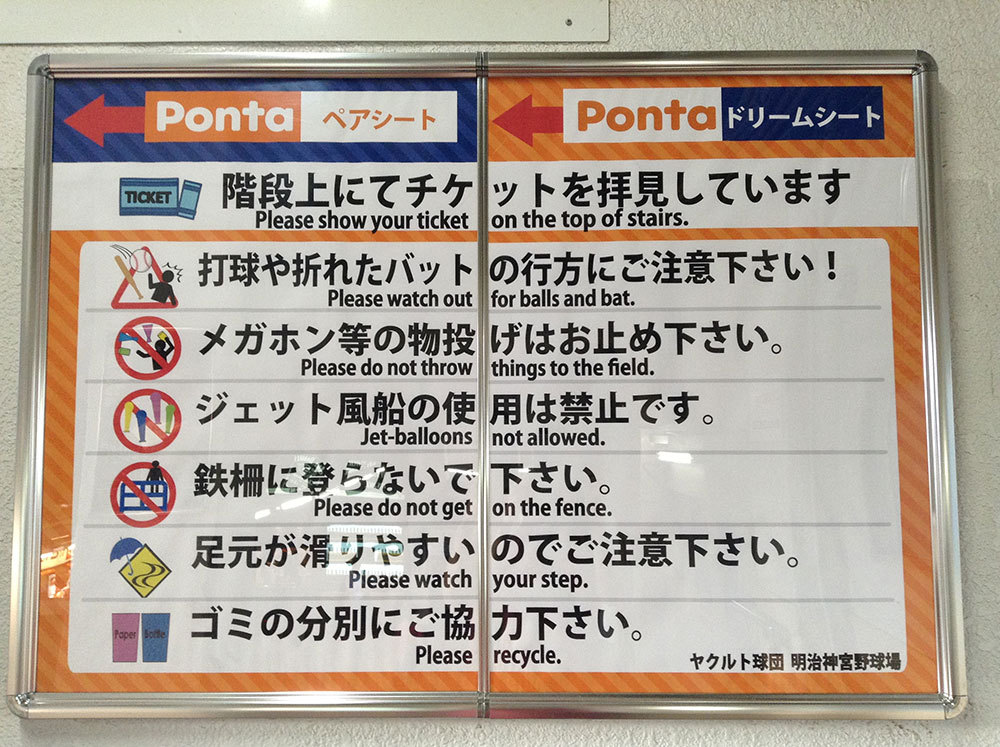 Ponta ペアシート
Ponta ドリームシート
TICKET
階段上にてチケットを拝見しています
Please show your ticket on the top of stairs.
打球や折れたバットの行方にご注意下さい！
Please watch out for balls and bat.
メガホン等の物投げはお止め下さい。
Please do not throw things to the field.
ジェット風船の使用は禁止です。
Jet-balloons not allowed.
鉄柵に登らないで下さい。
Please do not get on the fence.
足元が滑りやすいのでご注意下さい。
Please watch your step.
Paper Bottle
ゴミの分別にご協力下さい。
Please recycle.
ヤクルト球団 明治神宮野球場